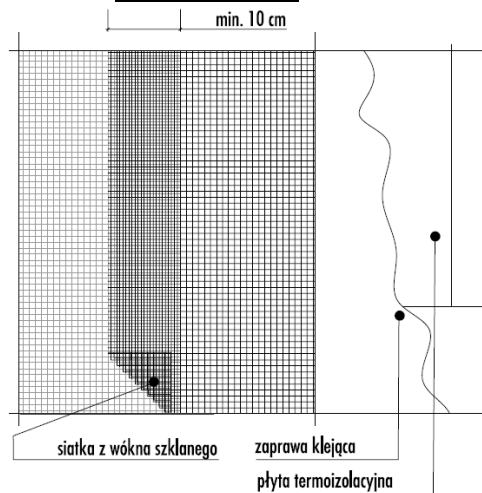 min. 10 cm
siatka z wókna szklanego
zaprawa klejąca
płyta termoizolacyjna